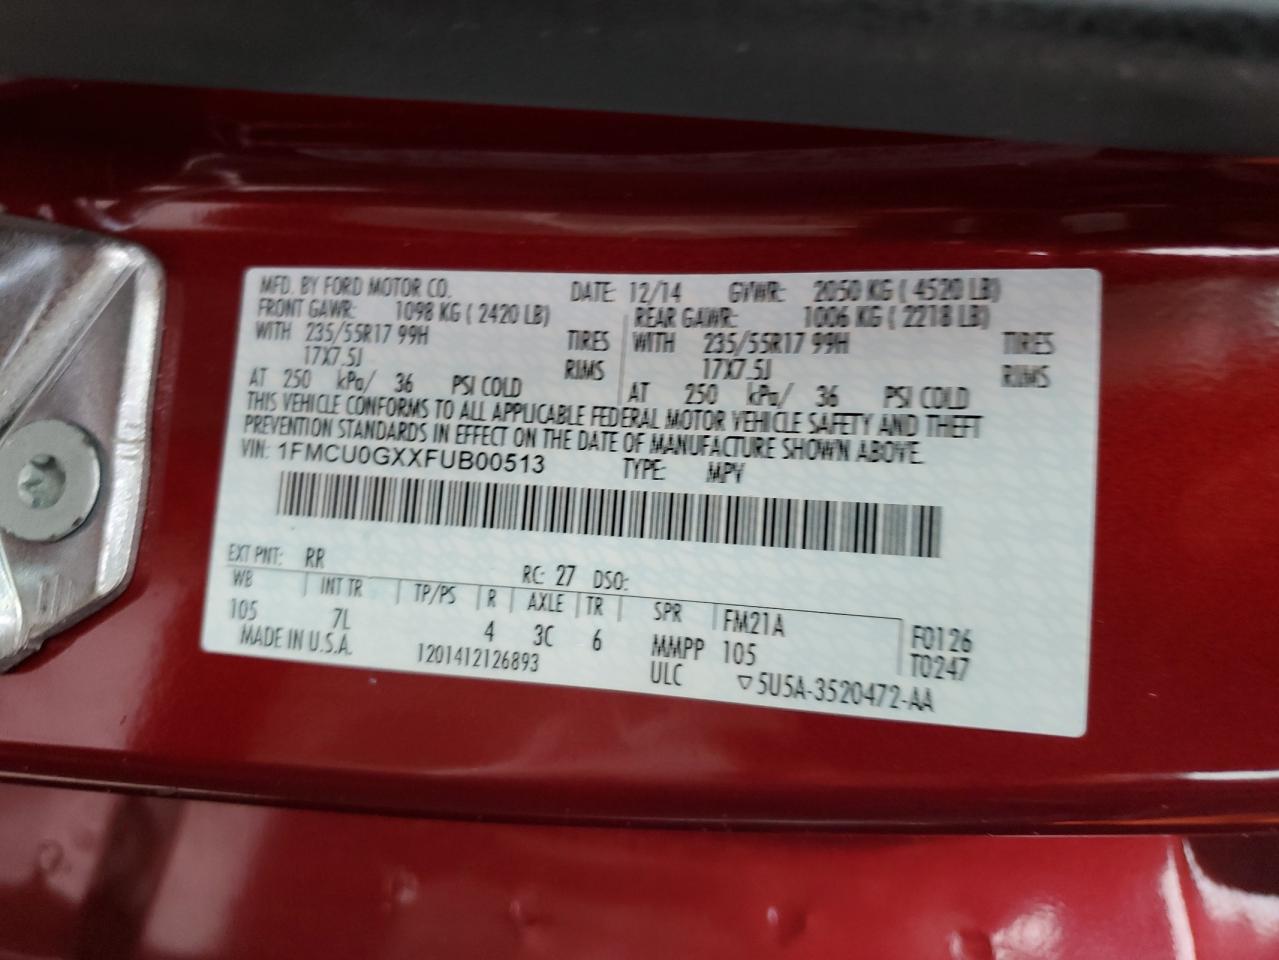 MFD. BY FORD MOTOR CO. DATE: 12/14 GVWR: 2050 KG ( 4520 LB)
FRONT GAWR: 1098 KG ( 2420 LB) REAR GAWR: 1006 KG ( 2218 LB)
WITH 235/55R17 99H TIRES WITH 235/55R17 99H TIRES
17X7.5J RIMS 17X7.5J RIMS
AT 250 kPa/ 36 PSI COLD AT 250 kPa/ 36 PSI COLD
THIS VEHICLE CONFORMS TO ALL APPLICABLE FEDERAL MOTOR VEHICLE SAFETY AND THEFT
PREVENTION STANDARDS IN EFFECT ON THE DATE OF MANUFACTURE SHOWN ABOVE.
VIN: 1FMCU0GXXFUB00513 TYPE: MPV
EXT PNT: RR RC: 27 DSO:
WB INT TR TP/PS R AXLE TR SPR FM21A F0126
105 7L 4 3C 6 MMPP 105 T0247
MADE IN U.S.A. 1201412126893 ULC ▽5U5A-3520472-AA